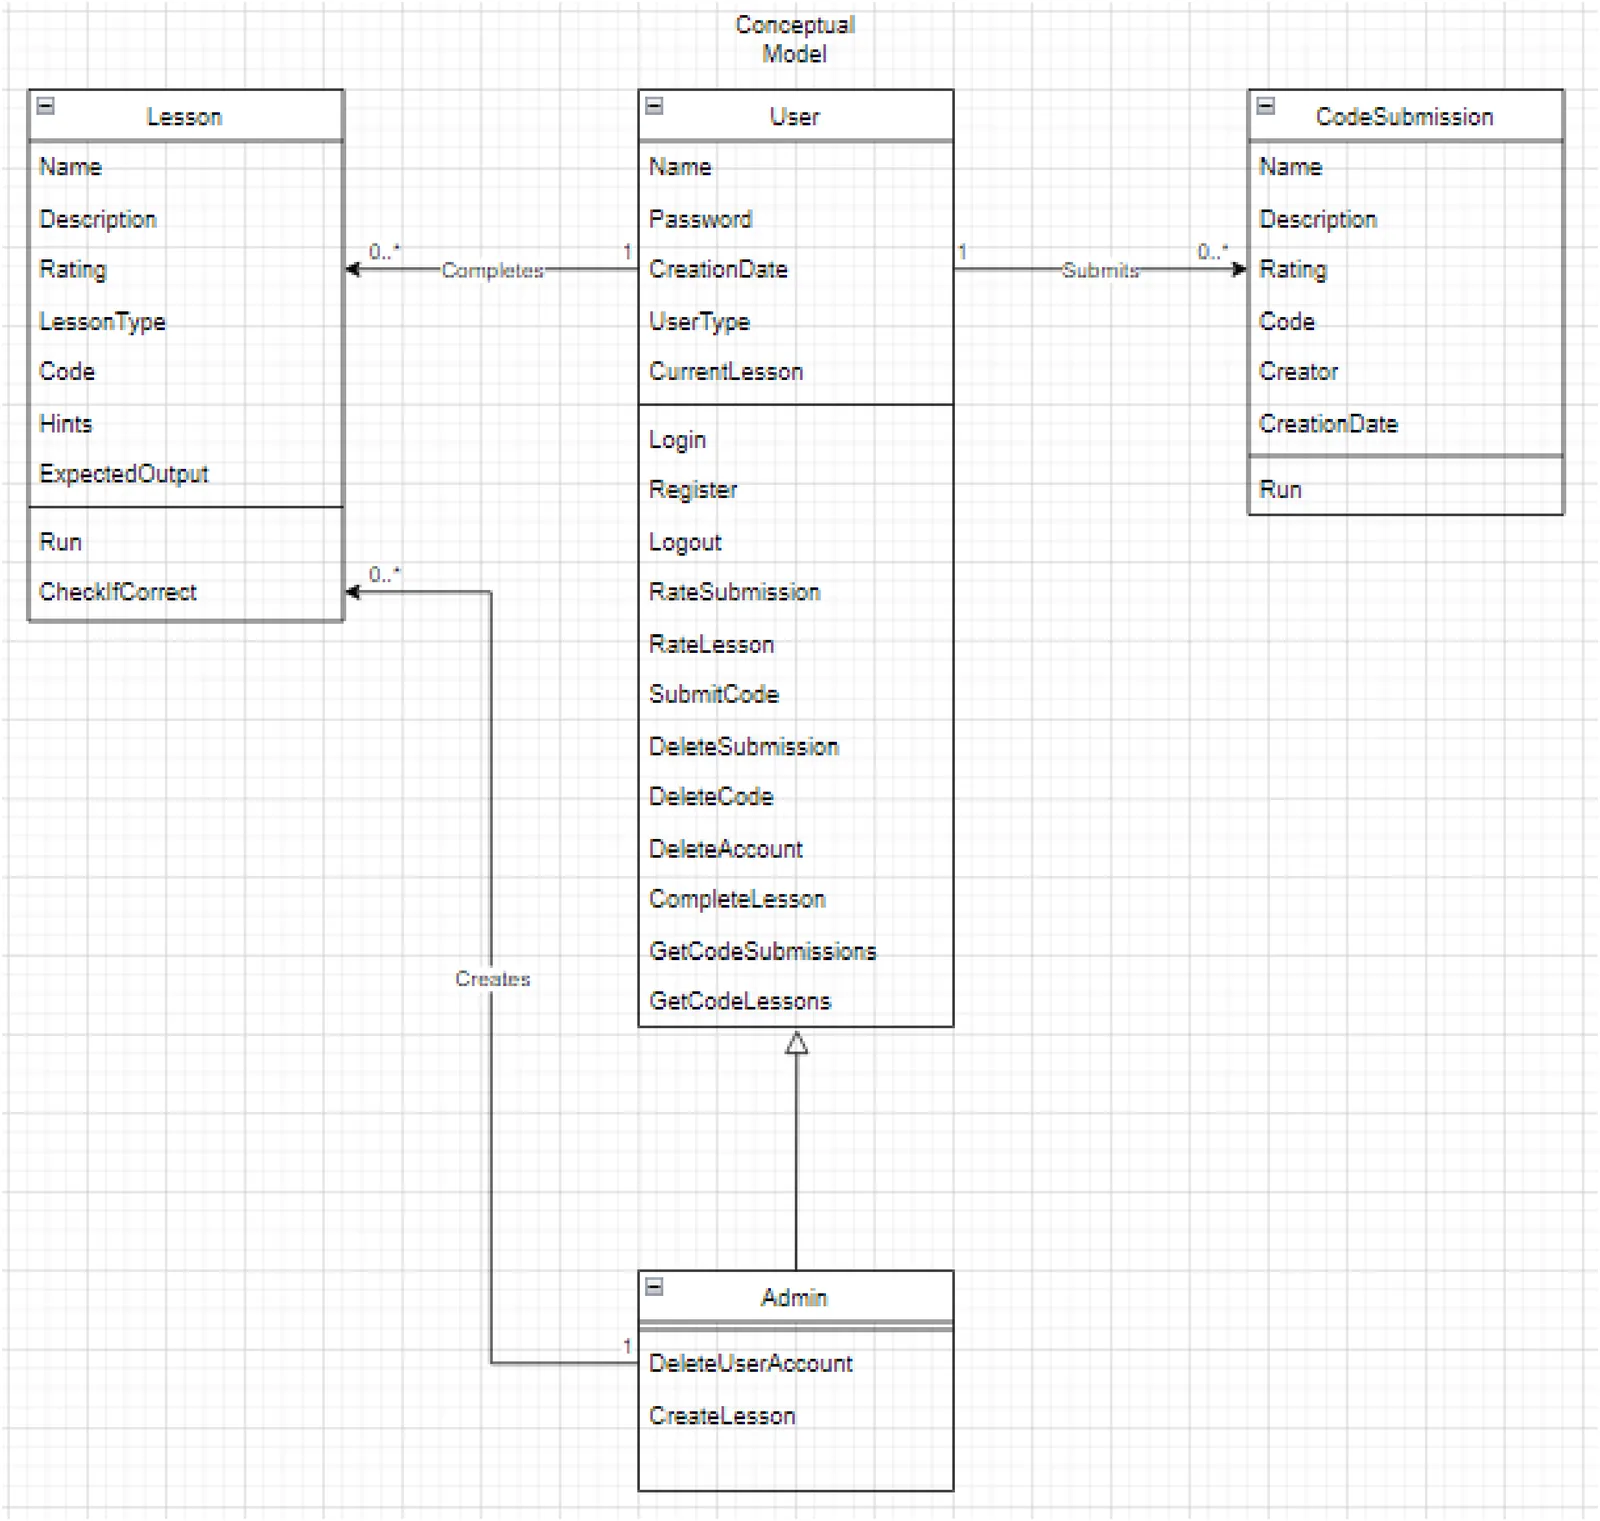 Conceptual
Model
Lesson
Name
Description
Rating
LessonType
Code
Hints
ExpectedOutput
Run
CheckIfCorrect
0..*
Completes
1
0..*
Creates
1
User
Name
Password
CreationDate
UserType
CurrentLesson
Login
Register
Logout
RateSubmission
RateLesson
SubmitCode
DeleteSubmission
DeleteCode
DeleteAccount
CompleteLesson
GetCodeSubmissions
GetCodeLessons
1
Submits
0..*
CodeSubmission
Name
Description
Rating
Code
Creator
CreationDate
Run
Admin
DeleteUserAccount
CreateLesson